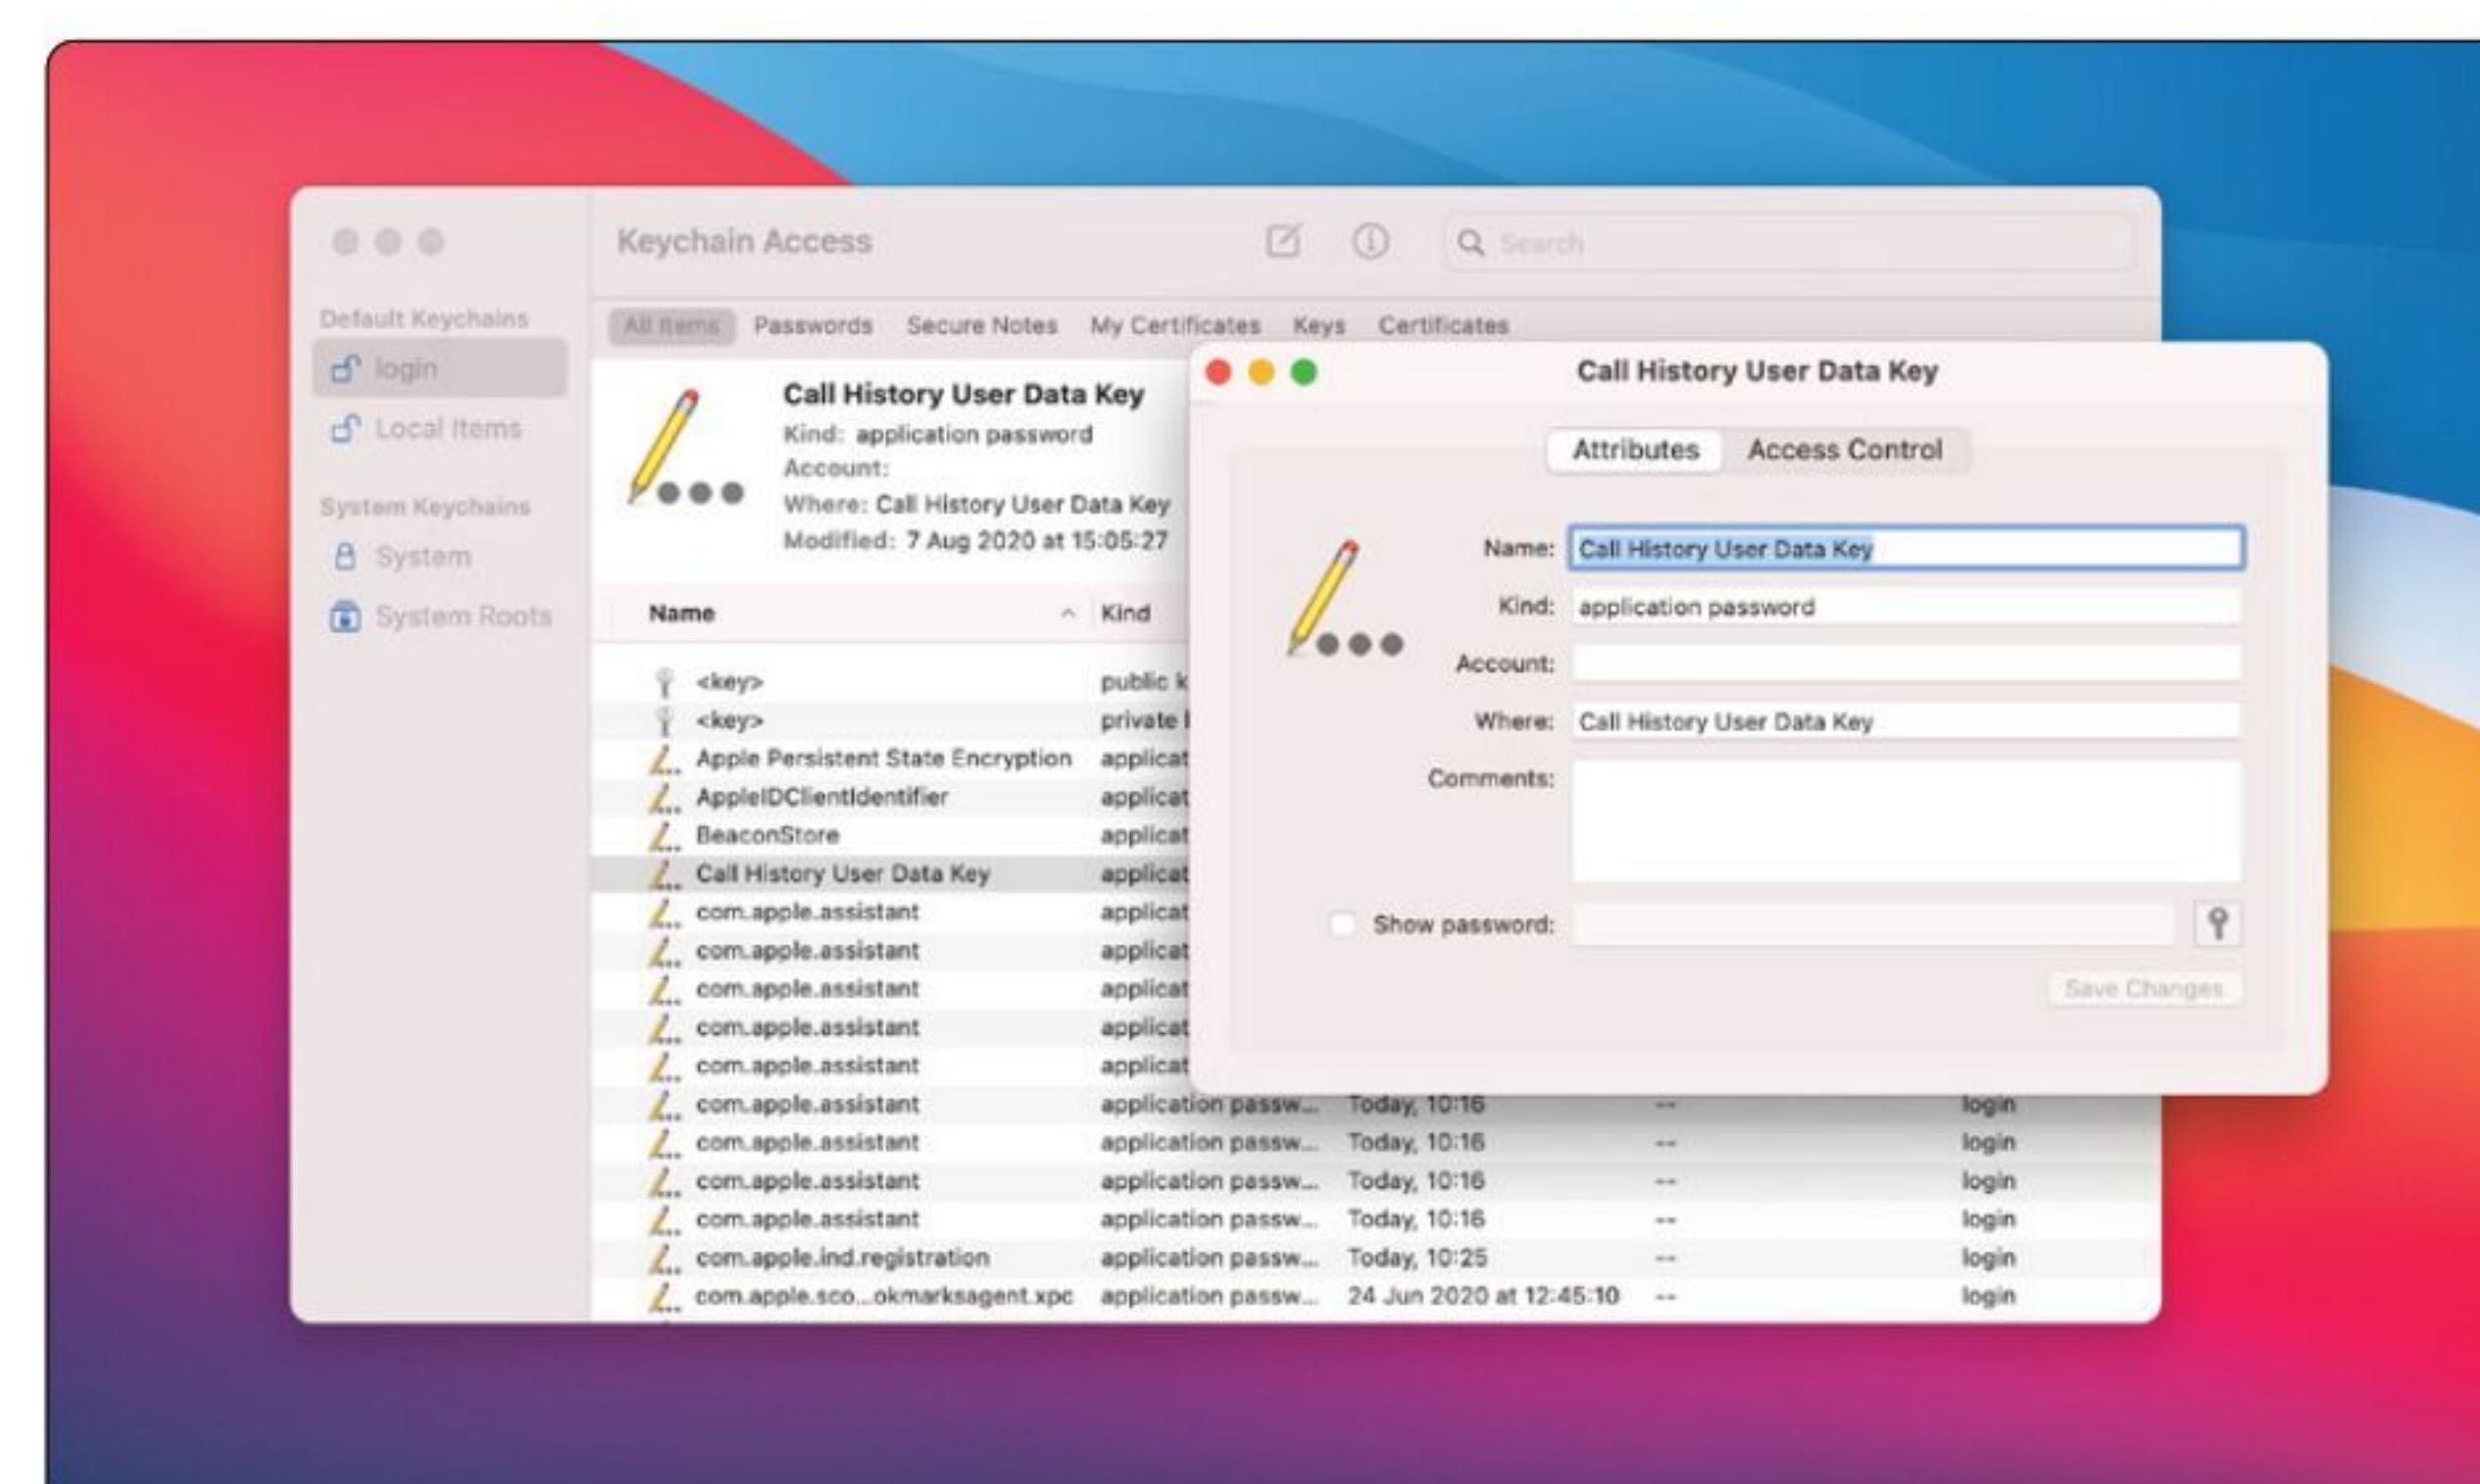 Keychain Access
Search
Default Keychains
login
Local Items
System Keychains
System
System Roots
All Items Passwords Secure Notes My Certificates Keys Certificates
Call History User Data Key
Kind: application password
Account:
Where: Call History User Data Key
Modified: 7 Aug 2020 at 15:05:27
Name Kind
<key> public k
<key> private
Apple Persistent State Encryption applicat
AppleIDClientIdentifier applicat
BeaconStore applicat
Call History User Data Key applicat
com.apple.assistant applicat
com.apple.assistant applicat
com.apple.assistant applicat
com.apple.assistant applicat
com.apple.assistant applicat
com.apple.assistant application passw... Today, 10:16 -- login
com.apple.assistant application passw... Today, 10:16 -- login
com.apple.assistant application passw... Today, 10:16 -- login
com.apple.assistant application passw... Today, 10:16 -- login
com.apple.ind.registration application passw... Today, 10:25 -- login
com.apple.sco...okmarksagent.xpc application passw... 24 Jun 2020 at 12:45:10 -- login
Call History User Data Key
Attributes Access Control
Name: Call History User Data Key
Kind: application password
Account:
Where: Call History User Data Key
Comments:
Show password:
Save Changes